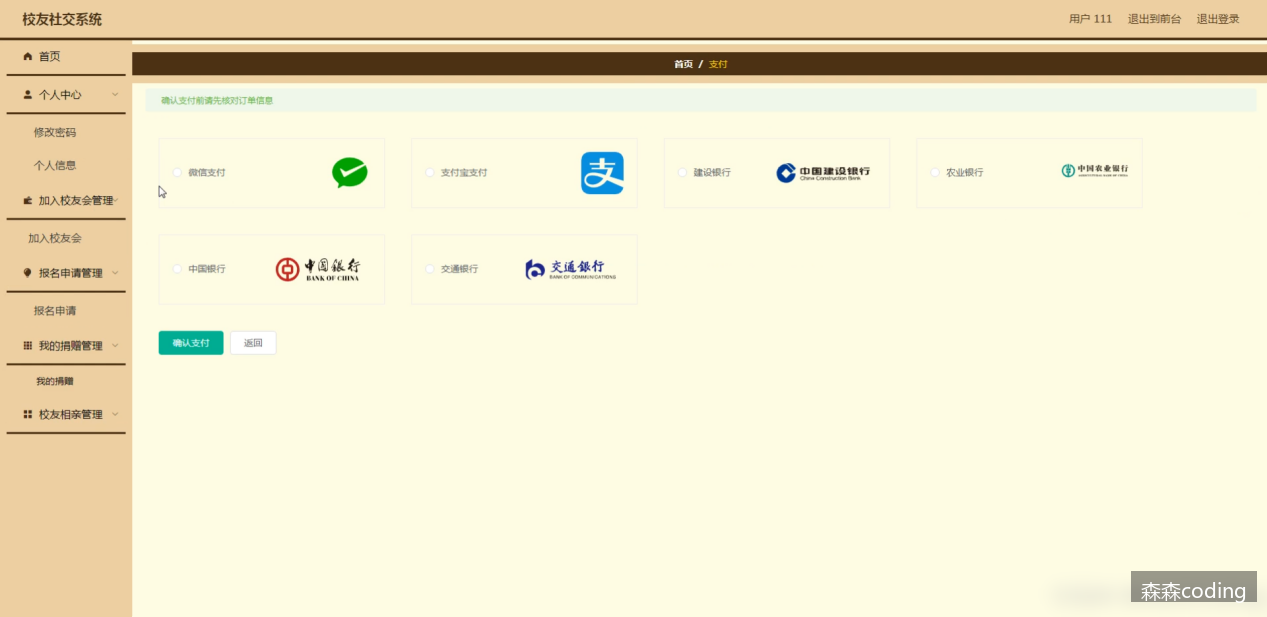 校友社交系统
用户 111 退出到前台 退出登录
首页
个人中心
修改密码
个人信息
加入校友会管理
加入校友会
报名申请管理
报名申请
我的捐赠管理
我的捐赠
校友相亲管理
首页 / 支付
确认支付前请先核对订单信息
微信支付
支付宝支付
支
建设银行
中国建设银行
China Construction Bank
农业银行
中国农业银行
AGRICULTURAL BANK OF CHINA
中国银行
中国银行
BANK OF CHINA
交通银行
交通銀行
BANK OF COMMUNICATIONS
确认支付 返回
森森coding